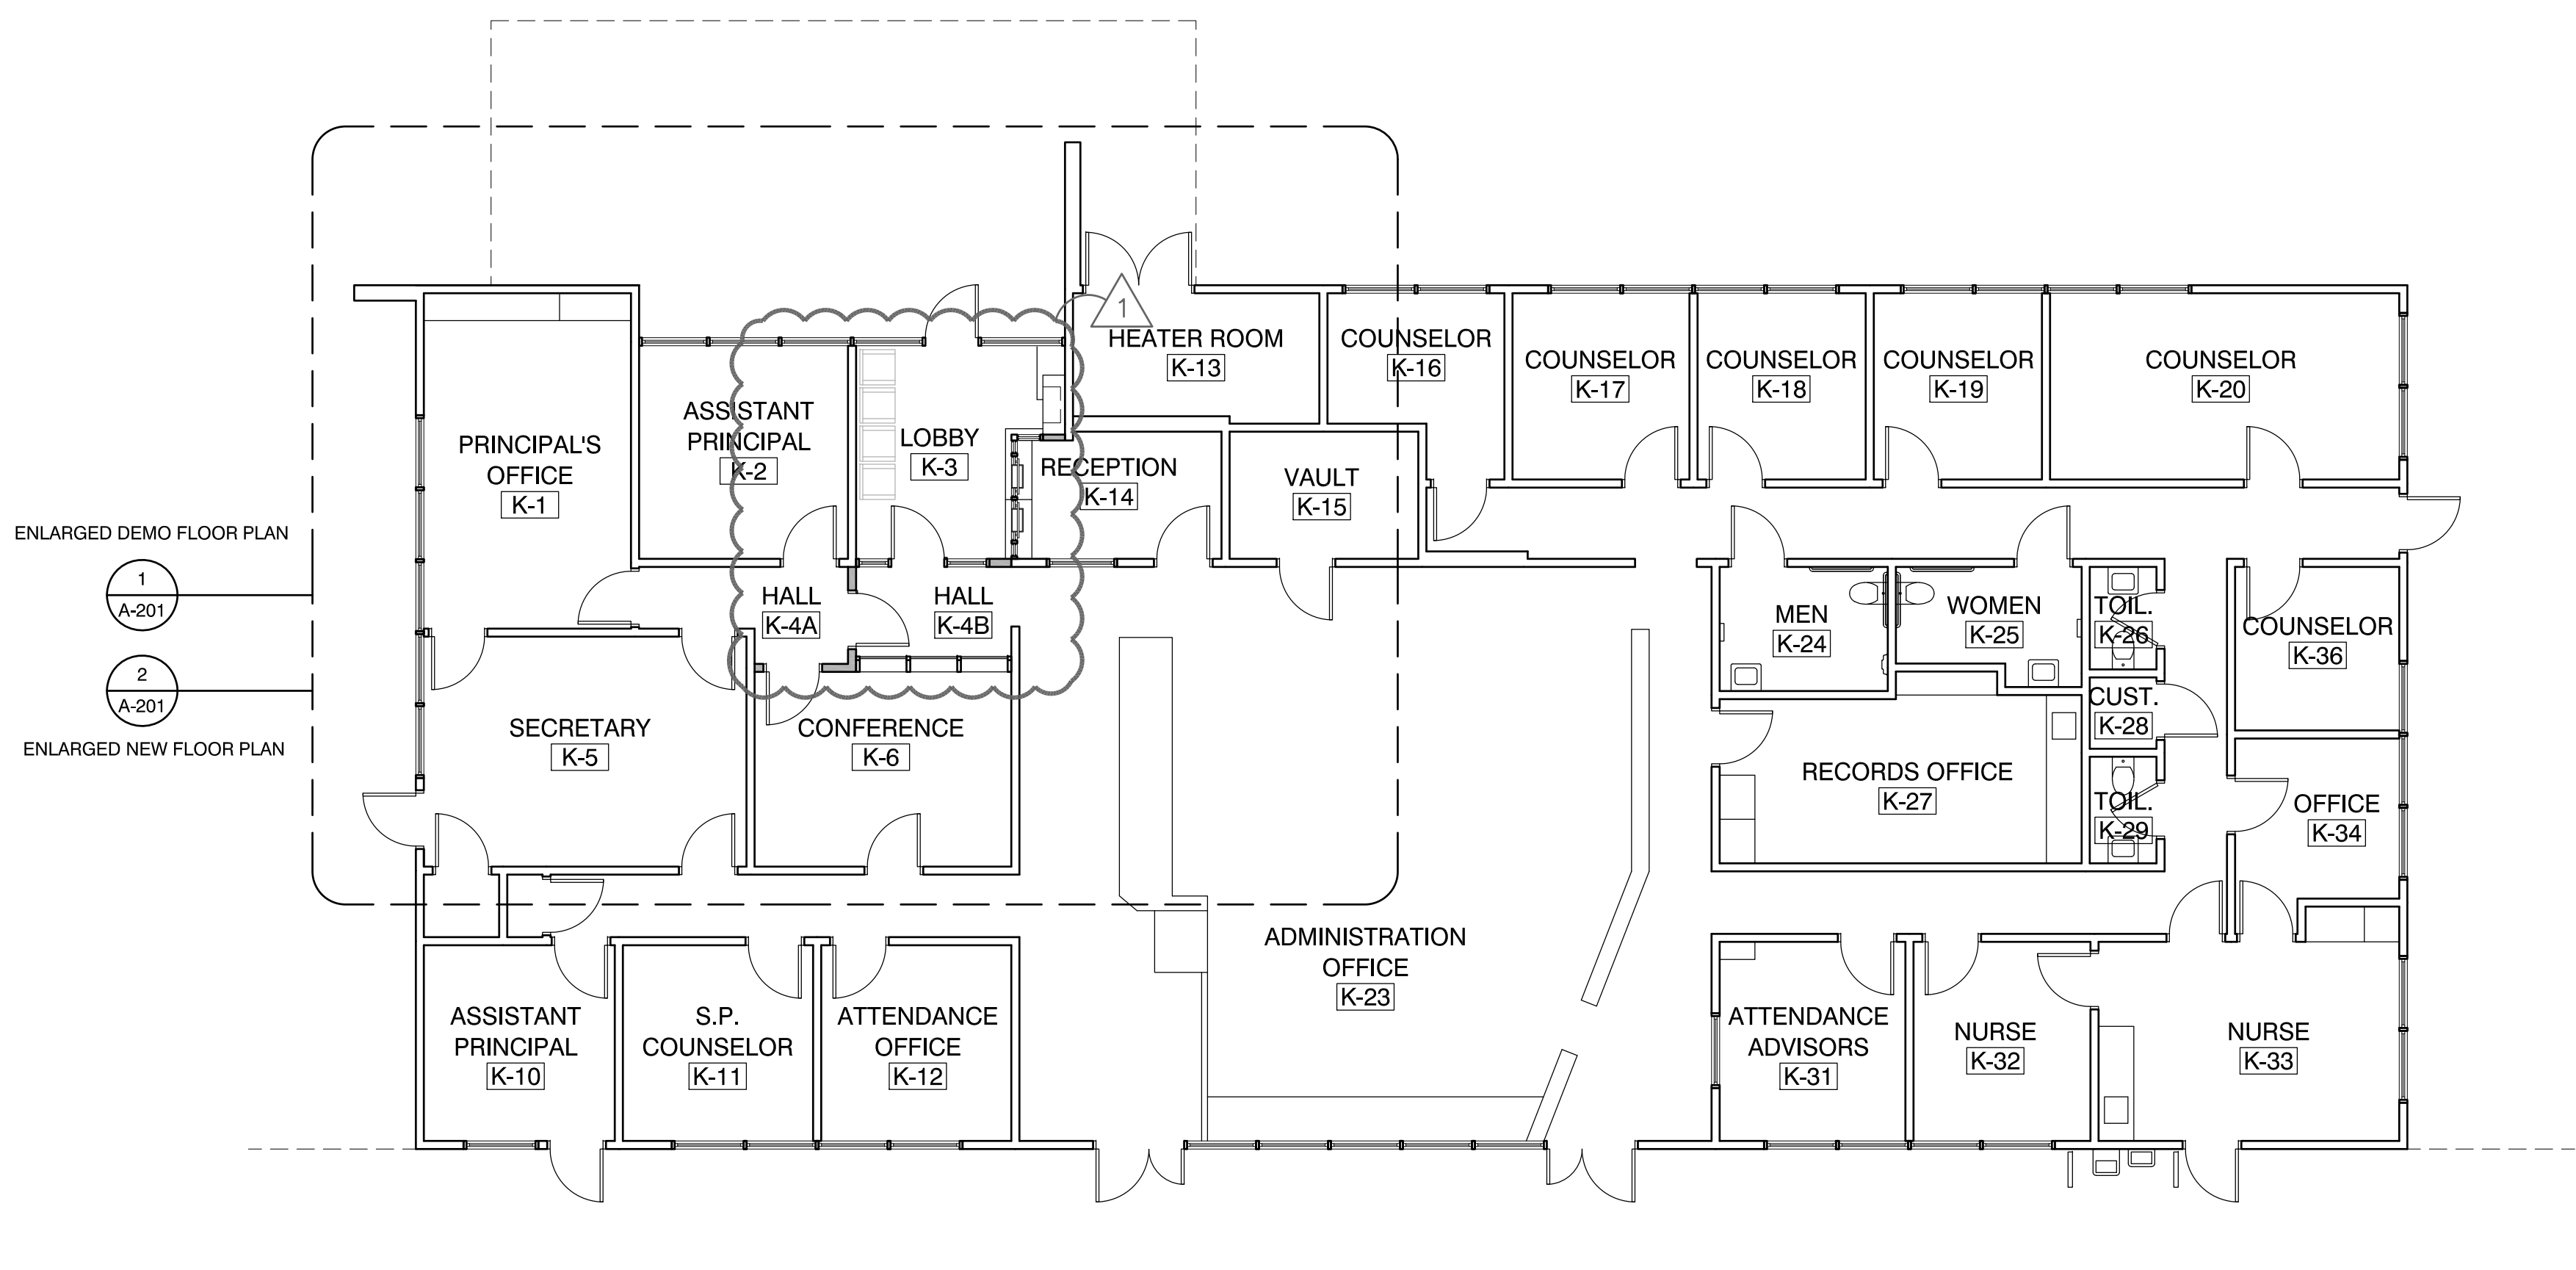 1
HEATER ROOM
K-13
COUNSELOR
K-16
COUNSELOR
K-17
COUNSELOR
K-18
COUNSELOR
K-19
COUNSELOR
K-20
ASSISTANT
PRINCIPAL
K-2
LOBBY
K-3
PRINCIPAL'S
OFFICE
K-1
RECEPTION
K-14
VAULT
K-15
ENLARGED DEMO FLOOR PLAN
1
A-201
2
A-201
ENLARGED NEW FLOOR PLAN
HALL
K-4A
HALL
K-4B
MEN
K-24
WOMEN
K-25
TOIL.
K-26
COUNSELOR
K-36
SECRETARY
K-5
CONFERENCE
K-6
CUST.
K-28
RECORDS OFFICE
K-27
TOIL.
K-29
OFFICE
K-34
ADMINISTRATION
OFFICE
K-23
ASSISTANT
PRINCIPAL
K-10
S.P.
COUNSELOR
K-11
ATTENDANCE
OFFICE
K-12
ATTENDANCE
ADVISORS
K-31
NURSE
K-32
NURSE
K-33